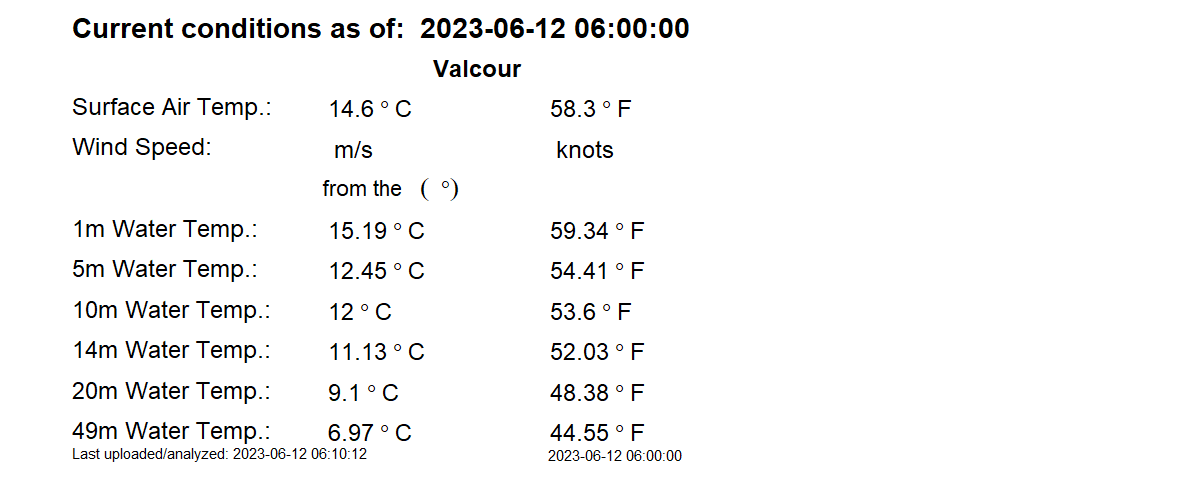 Current conditions as of:  2023-06-12 06:00:00
Valcour
Surface Air Temp.: 14.6 ° C 58.3 ° F
Wind Speed: m/s knots
from the ( °)
1m Water Temp.: 15.19 ° C 59.34 ° F
5m Water Temp.: 12.45 ° C 54.41 ° F
10m Water Temp.: 12 ° C 53.6 ° F
14m Water Temp.: 11.13 ° C 52.03 ° F
20m Water Temp.: 9.1 ° C 48.38 ° F
49m Water Temp.: 6.97 ° C 44.55 ° F
Last uploaded/analyzed: 2023-06-12 06:10:12 2023-06-12 06:00:00